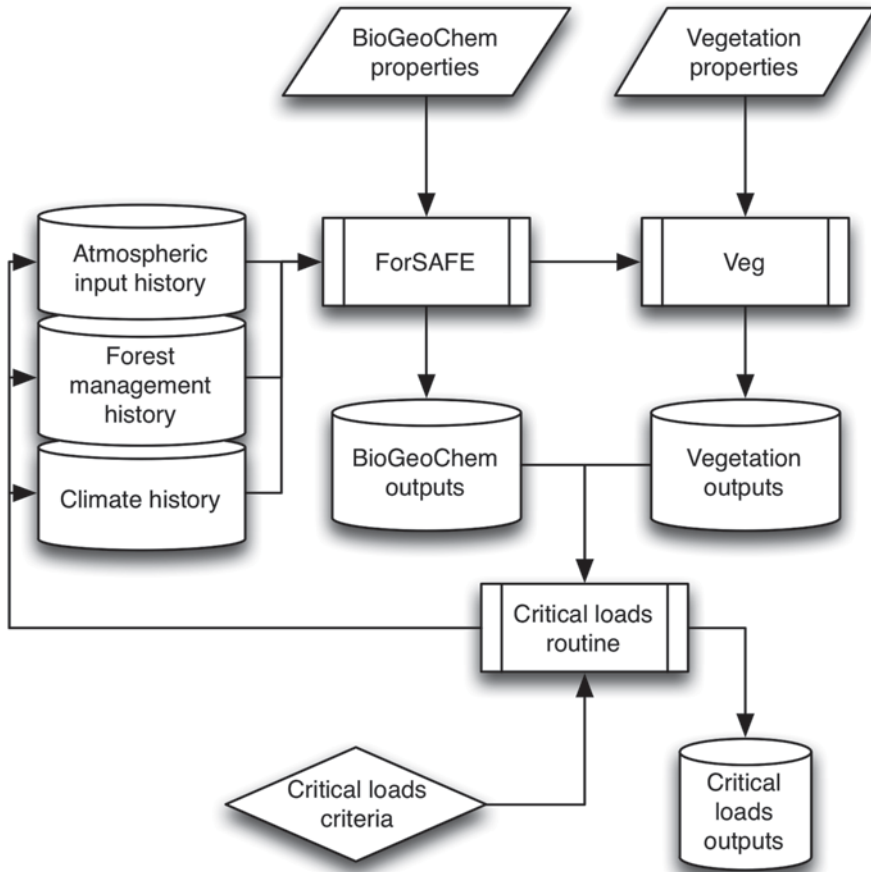 BioGeoChem
properties
Vegetation
properties
Atmospheric
input history
ForSAFE
Veg
Forest
management
history
BioGeoChem
outputs
Vegetation
outputs
Climate history
Critical loads
routine
Critical loads
criteria
Critical
loads
outputs